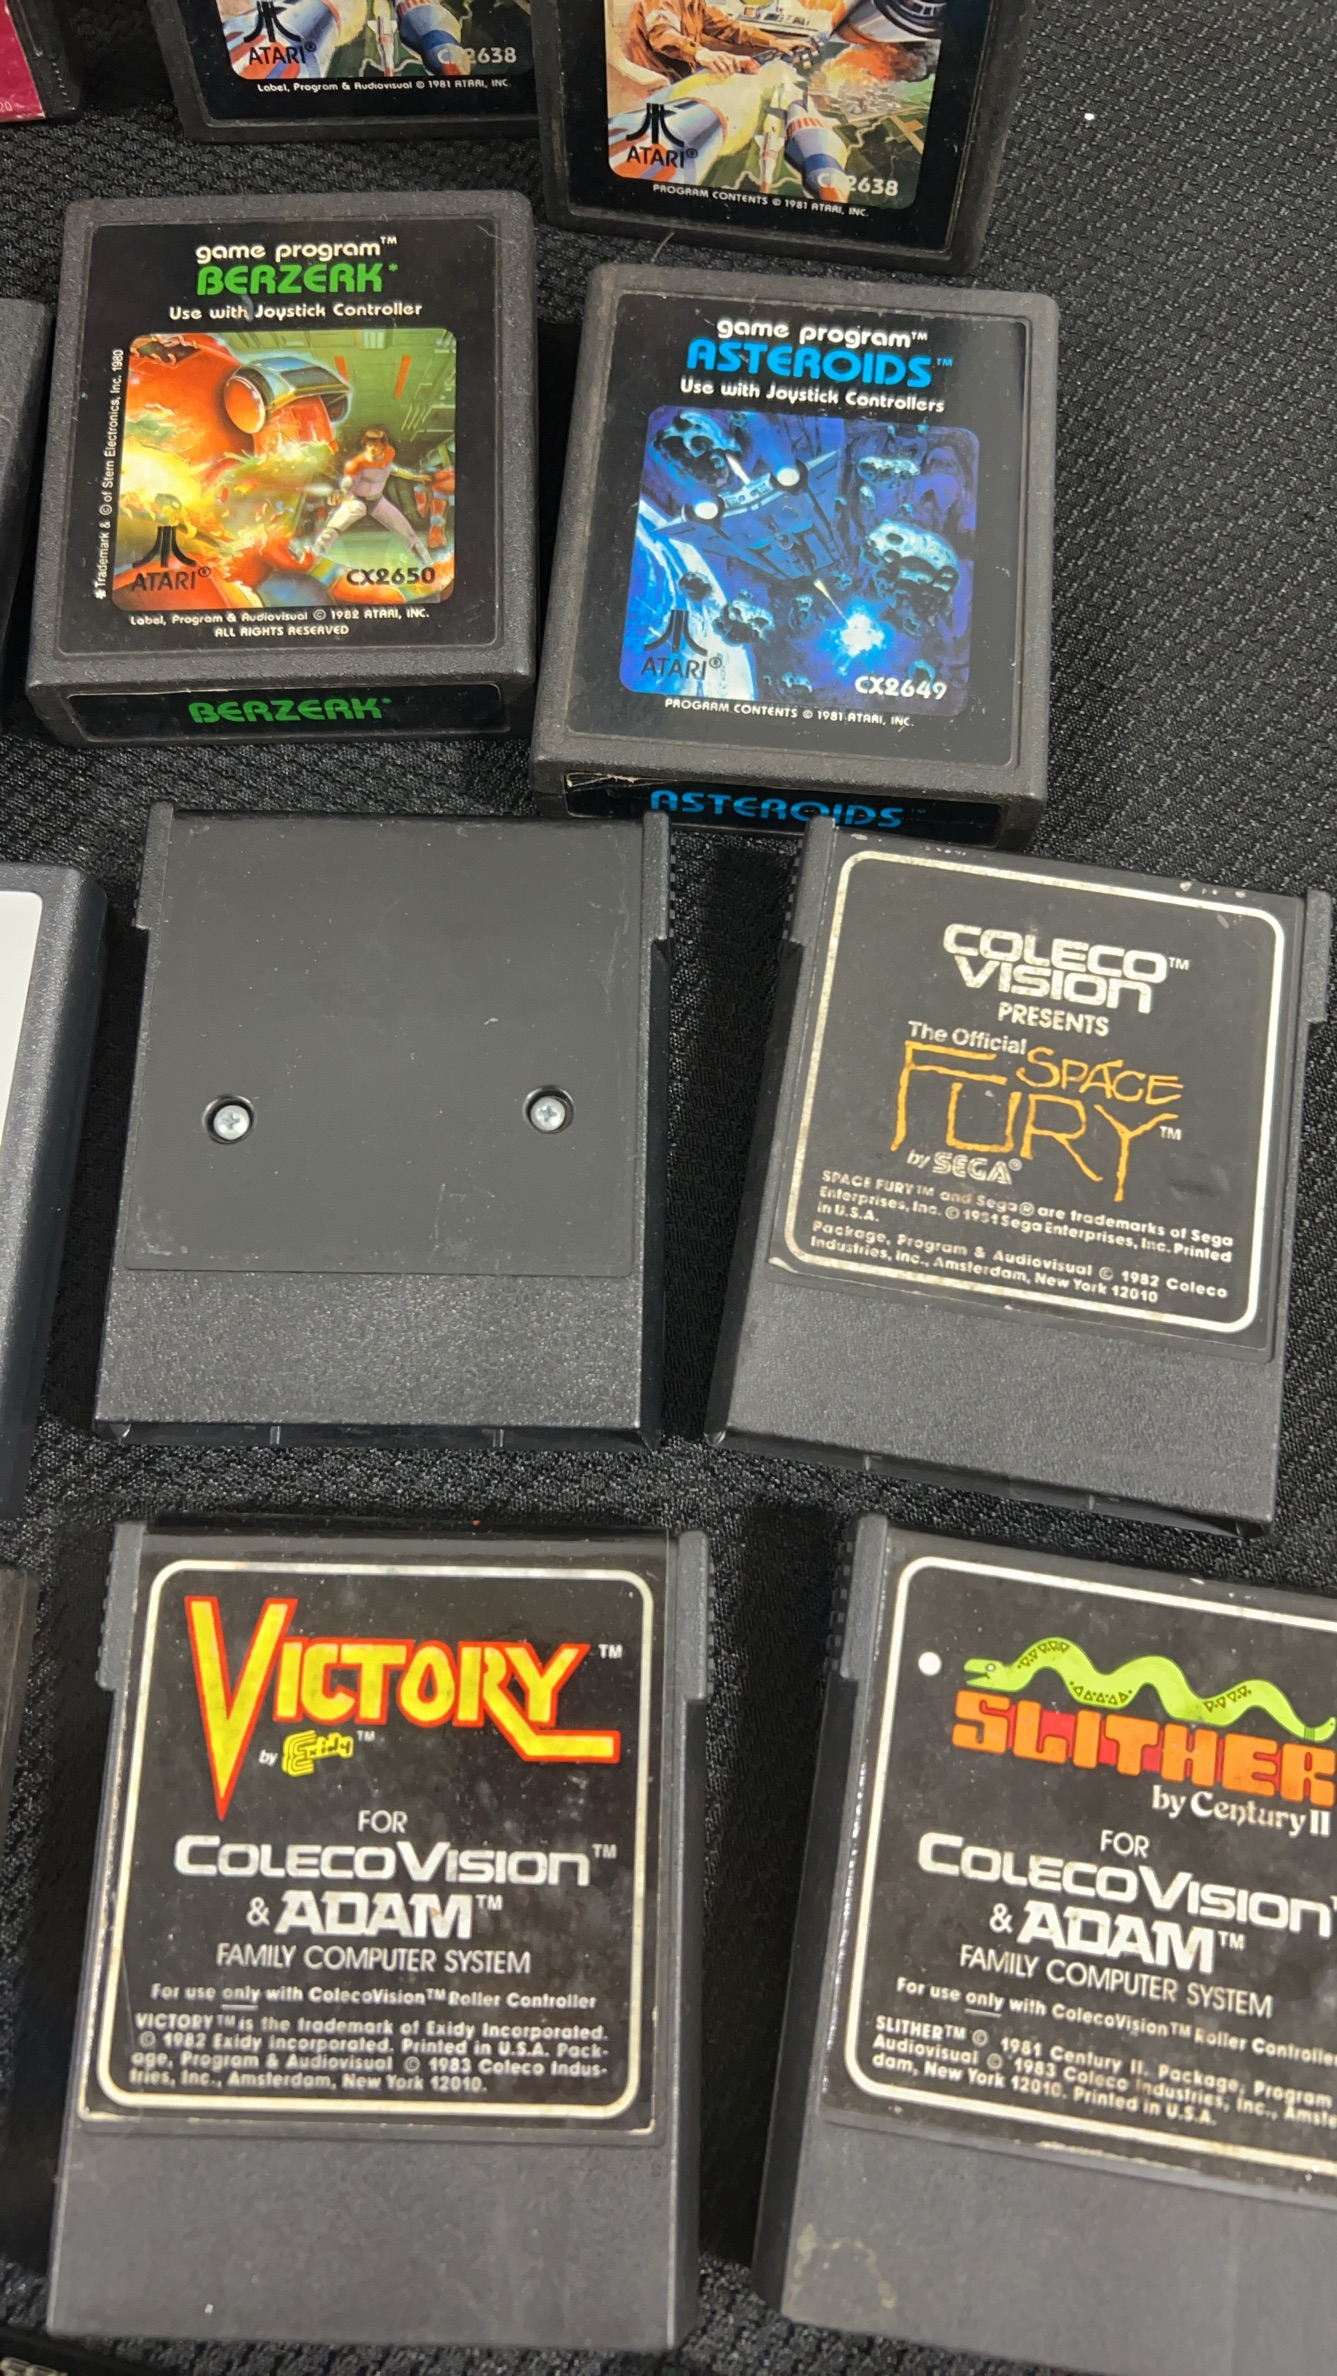 20
ATARI®
CX2638
Label, Program & Audiovisual © 1981 ATARI, INC.
ATARI®
CX2638
PROGRAM CONTENTS © 1981 ATARI, INC.
game program™
BERZERK*
Use with Joystick Controller
*Trademark & © of Stern Electronics, Inc. 1980
ATARI®
CX2650
Label, Program & Audiovisual © 1982 ATARI, INC.
ALL RIGHTS RESERVED
BERZERK*
game program™
ASTEROIDS™
Use with Joystick Controllers
ATARI®
CX2649
PROGRAM CONTENTS © 1981 ATARI, INC.
ASTEROIDS™
COLECO™
VISION
PRESENTS
The Official SPACE
FURY™
by SEGA®
SPACE FURY™ and Sega® are trademarks of Sega
Enterprises, Inc. © 1981 Sega Enterprises, Inc. Printed
in U.S.A.
Package, Program & Audiovisual © 1982 Coleco
Industries, Inc., Amsterdam, New York 12010
VICTORY™
by Exidy™
FOR
COLECOVISION™
& ADAM™
FAMILY COMPUTER SYSTEM
For use only with ColecoVision™ Roller Controller
VICTORY™ is the trademark of Exidy Incorporated.
© 1982 Exidy Incorporated. Printed in U.S.A. Pack-
age, Program & Audiovisual © 1983 Coleco Indus-
tries, Inc., Amsterdam, New York 12010.
SLITHER
by Century II
FOR
COLECOVISION
& ADAM™
FAMILY COMPUTER SYSTEM
For use only with ColecoVision™ Roller Controller
SLITHER™ © 1981 Century II. Package, Program
Audiovisual © 1983 Coleco Industries, Inc., Amste
dam, New York 12010. Printed in U.S.A.